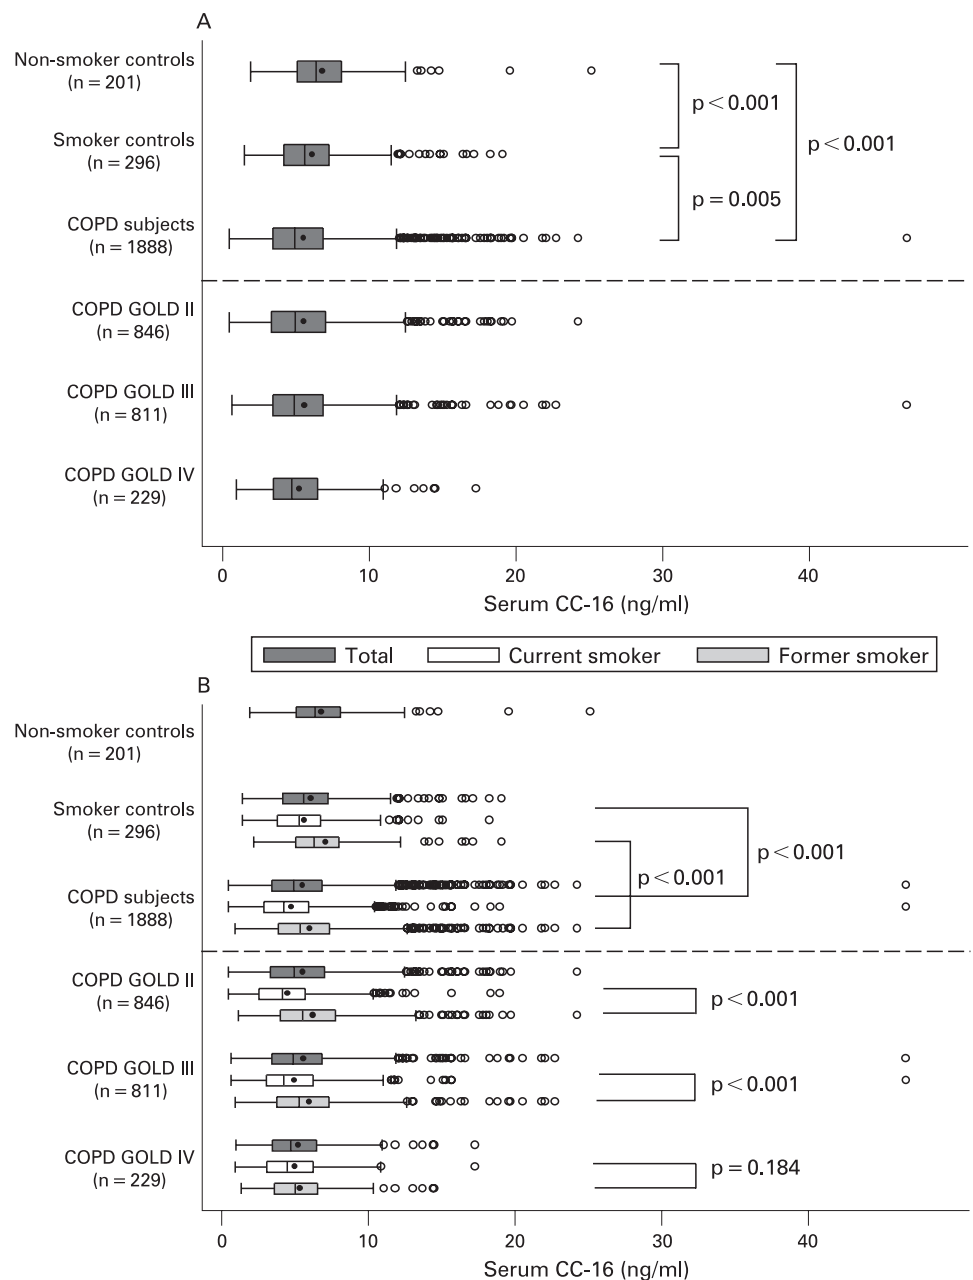 A
Non-smoker controls
(n = 201)
p < 0.001
Smoker controls
(n = 296)
p < 0.001
p = 0.005
COPD subjects
(n = 1888)
COPD GOLD II
(n = 846)
COPD GOLD III
(n = 811)
COPD GOLD IV
(n = 229)
0 10 20 30 40
Serum CC-16 (ng/ml)
Total Current smoker Former smoker
B
Non-smoker controls
(n = 201)
Smoker controls
(n = 296)
p < 0.001
p < 0.001
COPD subjects
(n = 1888)
COPD GOLD II
(n = 846)
p < 0.001
COPD GOLD III
(n = 811)
p < 0.001
COPD GOLD IV
(n = 229)
p = 0.184
0 10 20 30 40
Serum CC-16 (ng/ml)